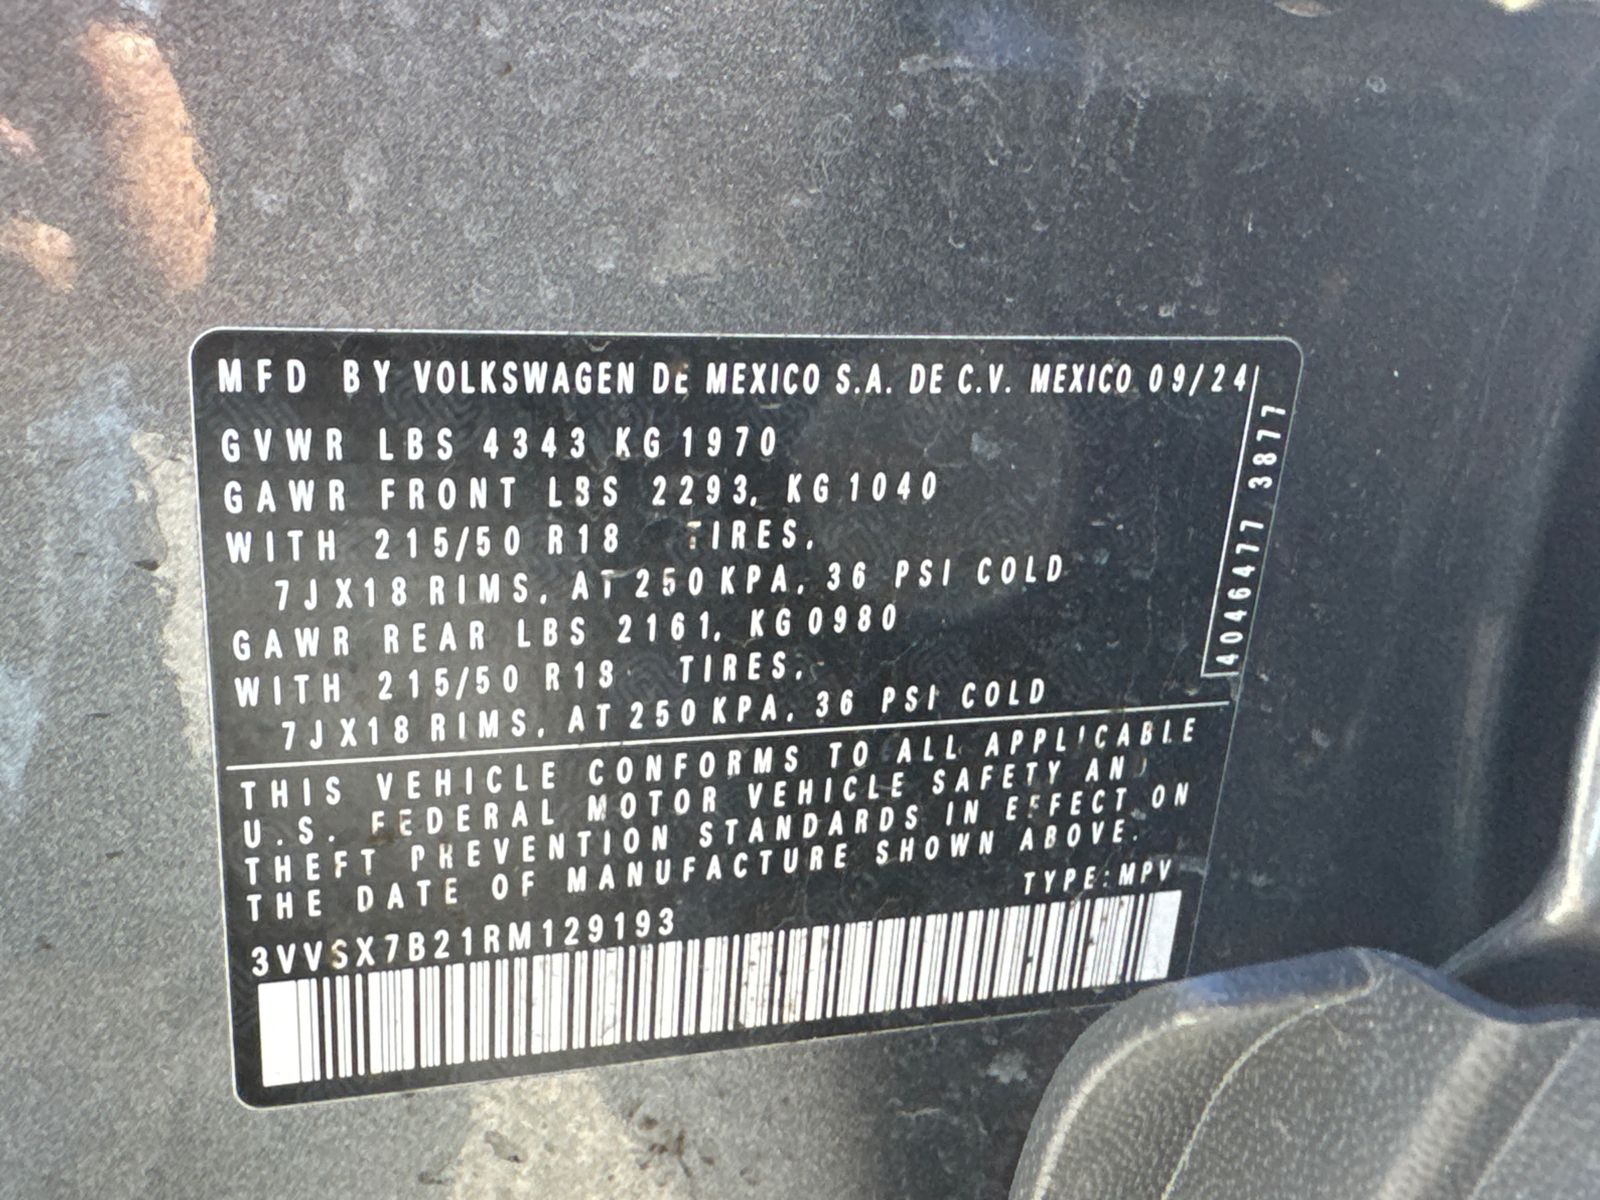 MFD BY VOLKSWAGEN DE MEXICO S.A. DE C.V. MEXICO 09/24
GVWR LBS 4343 KG 1970
GAWR FRONT LBS 2293, KG 1040
WITH 215/50 R18 TIRES,
7JX18 RIMS, AT 250 KPA, 36 PSI COLD
GAWR REAR LBS 2161, KG 0980
WITH 215/50 R18 TIRES,
7JX18 RIMS, AT 250 KPA, 36 PSI COLD
THIS VEHICLE CONFORMS TO ALL APPLICABLE
U.S. FEDERAL MOTOR VEHICLE SAFETY AND
THEFT PREVENTION STANDARDS IN EFFECT ON
THE DATE OF MANUFACTURE SHOWN ABOVE.
TYPE: MPV
3VVSX7B21RM129193
4046477 3877